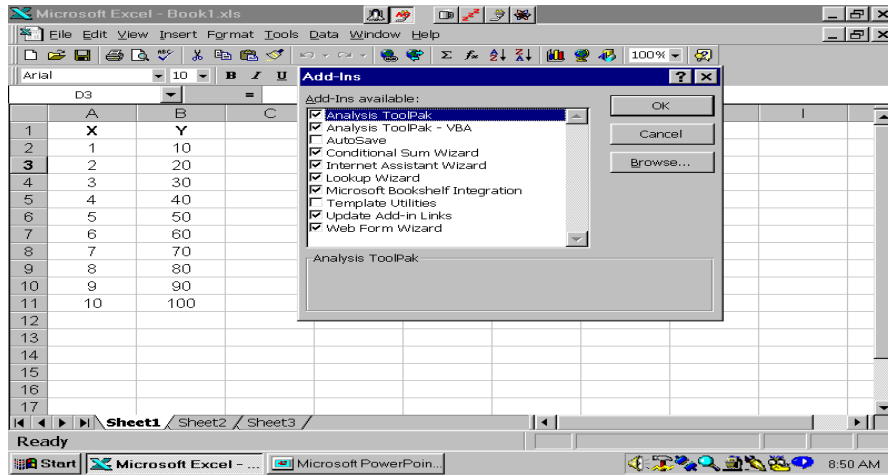 Microsoft Excel - Book1.xls
File Edit View Insert Format Tools Data Window Help
100%
Arial 10 B I U
D3 =
Add-Ins
Add-Ins available:
Analysis ToolPak
Analysis ToolPak - VBA
AutoSave
Conditional Sum Wizard
Internet Assistant Wizard
Lookup Wizard
Microsoft Bookshelf Integration
Template Utilities
Update Add-in Links
Web Form Wizard
OK
Cancel
Browse...
Analysis ToolPak
A B C I
1 X Y
2 1 10
3 2 20
4 3 30
5 4 40
6 5 50
7 6 60
8 7 70
9 8 80
10 9 90
11 10 100
12
13
14
15
16
17
Sheet1 Sheet2 Sheet3
Ready
Start Microsoft Excel - ... Microsoft PowerPoin... 8:50 AM